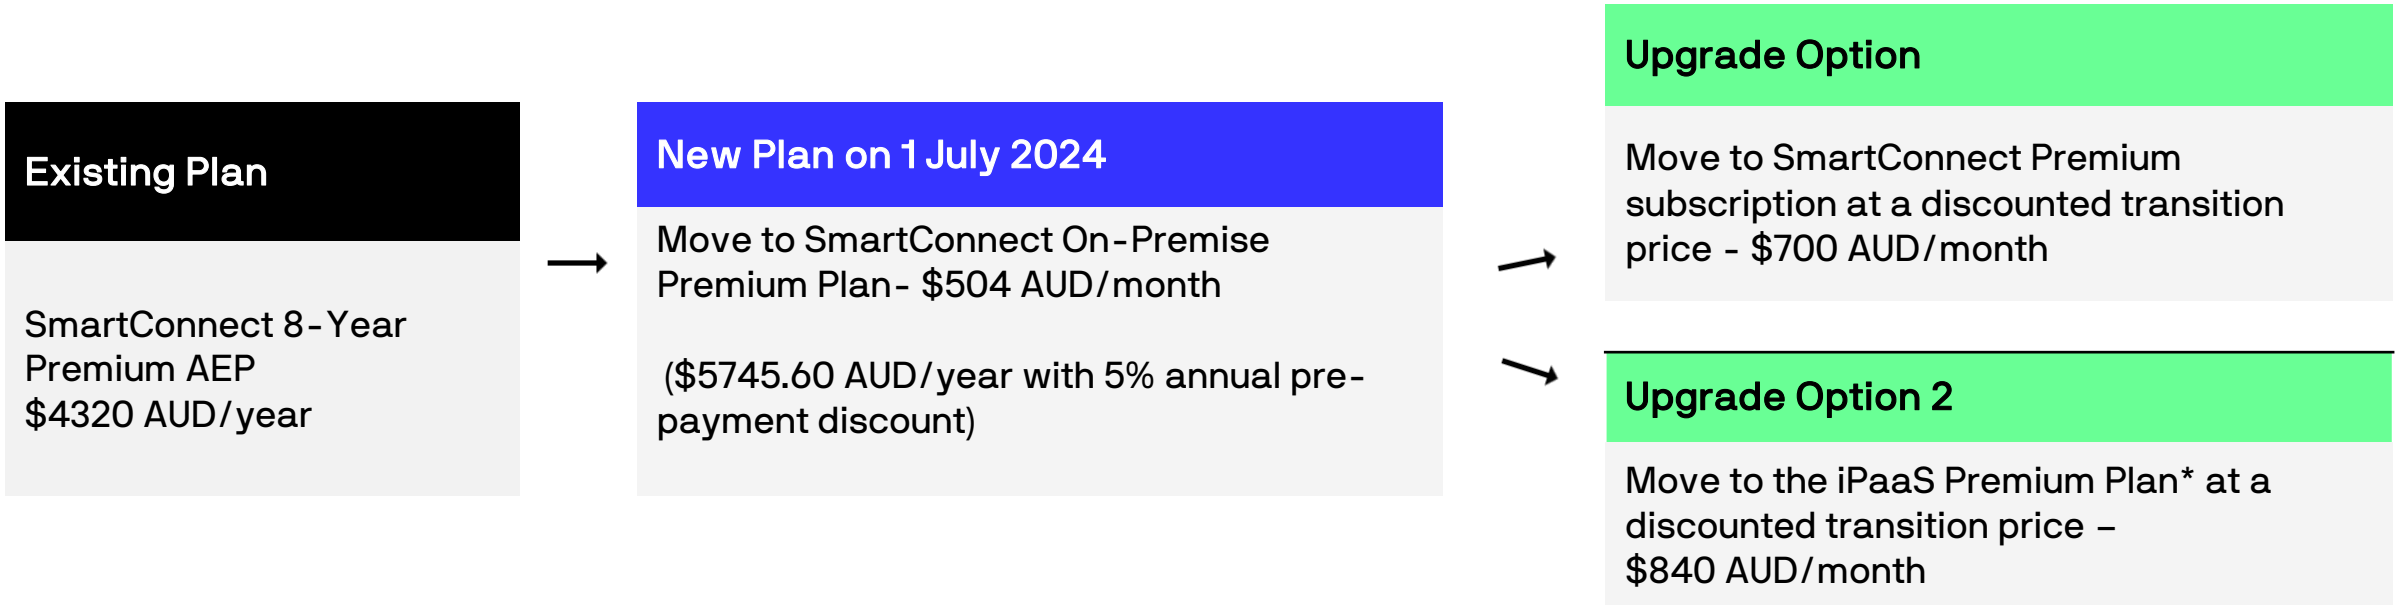 Existing Plan
SmartConnect 8-Year
Premium AEP
$4320 AUD/year
New Plan on 1 July 2024
Move to SmartConnect On-Premise
Premium Plan- $504 AUD/month
($5745.60 AUD/year with 5% annual pre-
payment discount)
Upgrade Option
Move to SmartConnect Premium
subscription at a discounted transition
price - $700 AUD/month
Upgrade Option 2
Move to the iPaaS Premium Plan* at a
discounted transition price –
$840 AUD/month